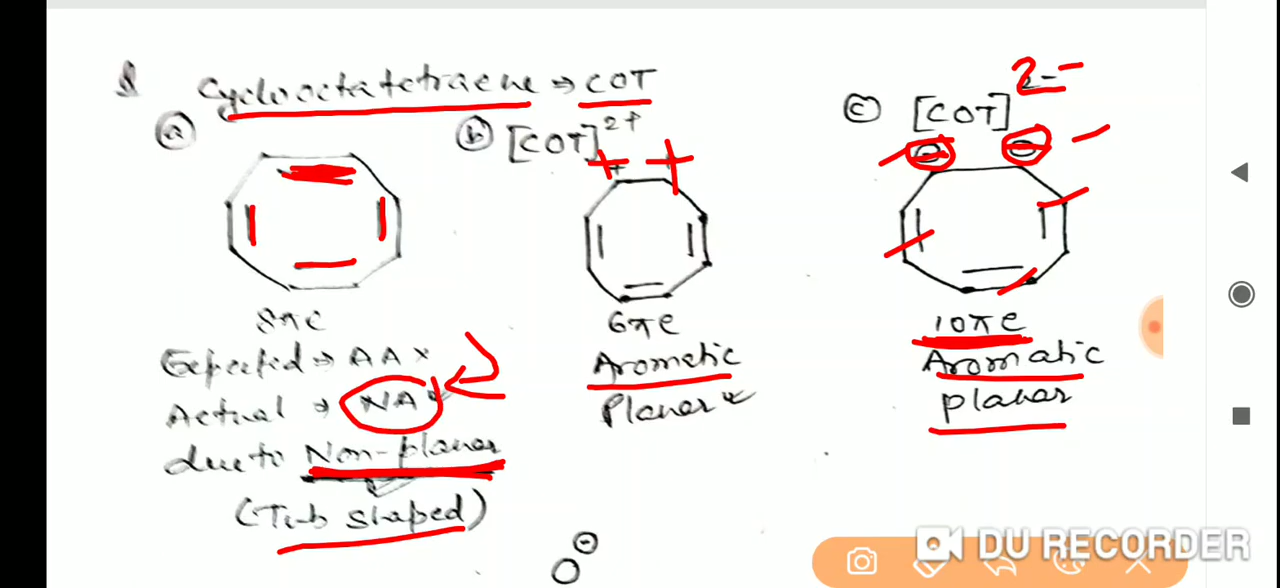 Cyclooctatetraene ⇒ COT
(a)
(b) [COT]²⁺
(c) [COT]²⁻
+ +
⊖ ⊖
8πe
Expected → AA ×
Actual → NA
due to Non-planar
(Tub shaped)
6πe
Arometic
Planar
10πe
Aromatic
planar
⊖
DU RECORDER